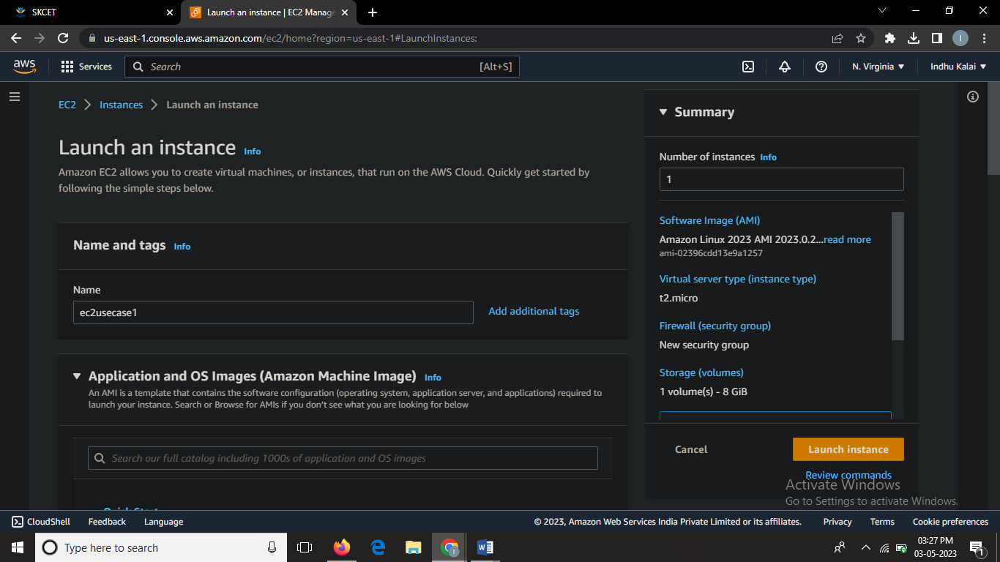 SKCET
Launch an instance | EC2 Manage
us-east-1.console.aws.amazon.com/ec2/home?region=us-east-1#LaunchInstances:
I
aws
Services
Search
[Alt+S]
N. Virginia
Indhu Kalai
EC2
Instances
Launch an instance
Launch an instance Info
Amazon EC2 allows you to create virtual machines, or instances, that run on the AWS Cloud. Quickly get started by
following the simple steps below.
Name and tags Info
Name
ec2usecase1
Add additional tags
Application and OS Images (Amazon Machine Image) Info
An AMI is a template that contains the software configuration (operating system, application server, and applications) required to
launch your instance. Search or Browse for AMIs if you don't see what you are looking for below
Search our full catalog including 1000s of application and OS images
Quick Start
Summary
Number of instances Info
1
Software Image (AMI)
Amazon Linux 2023 AMI 2023.0.2...read more
ami-02396cdd13e9a1257
Virtual server type (instance type)
t2.micro
Firewall (security group)
New security group
Storage (volumes)
1 volume(s) - 8 GiB
Cancel
Launch instance
Review commands
Activate Windows
Go to Settings to activate Windows.
CloudShell
Feedback
Language
© 2023, Amazon Web Services India Private Limited or its affiliates.
Privacy
Terms
Cookie preferences
Type here to search
03:27 PM
03-05-2023
1